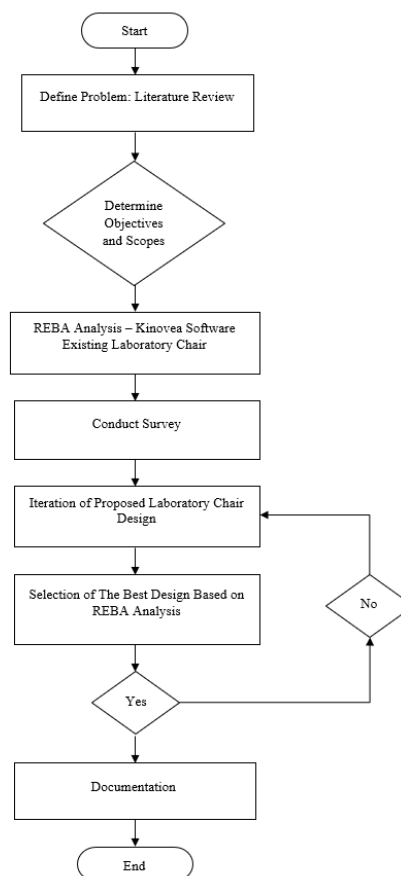 Start
Define Problem: Literature Review
Determine
Objectives
and Scopes
REBA Analysis – Kinovea Software
Existing Laboratory Chair
Conduct Survey
Iteration of Proposed Laboratory Chair
Design
Selection of The Best Design Based on
REBA Analysis
No
Yes
Documentation
End